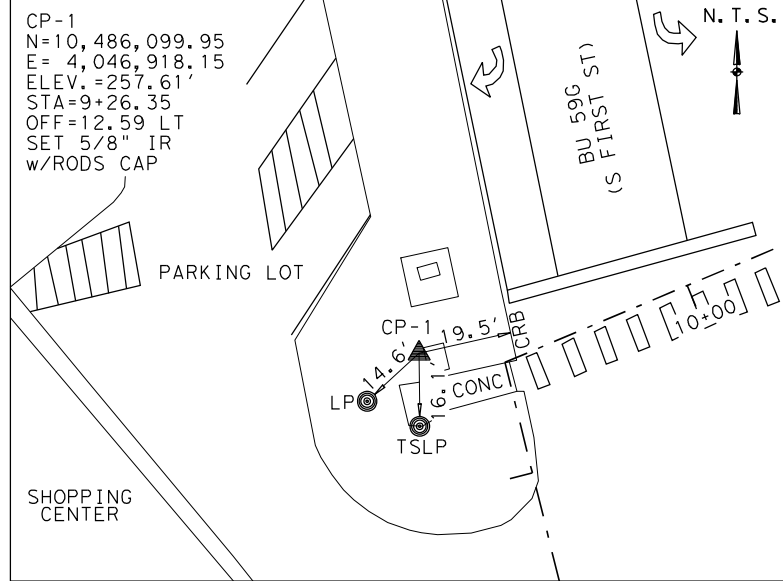 CP-1
N=10,486,099.95
E= 4,046,918.15
ELEV.=257.61'
STA=9+26.35
OFF=12.59 LT
SET 5/8" IR
w/RODS CAP
N.T.S.
BU 59G
(S FIRST ST)
PARKING LOT
CP-1
19.5'
CRB
14.6'
16.1'
10+00
LP
CONC
TSLP
SHOPPING
CENTER